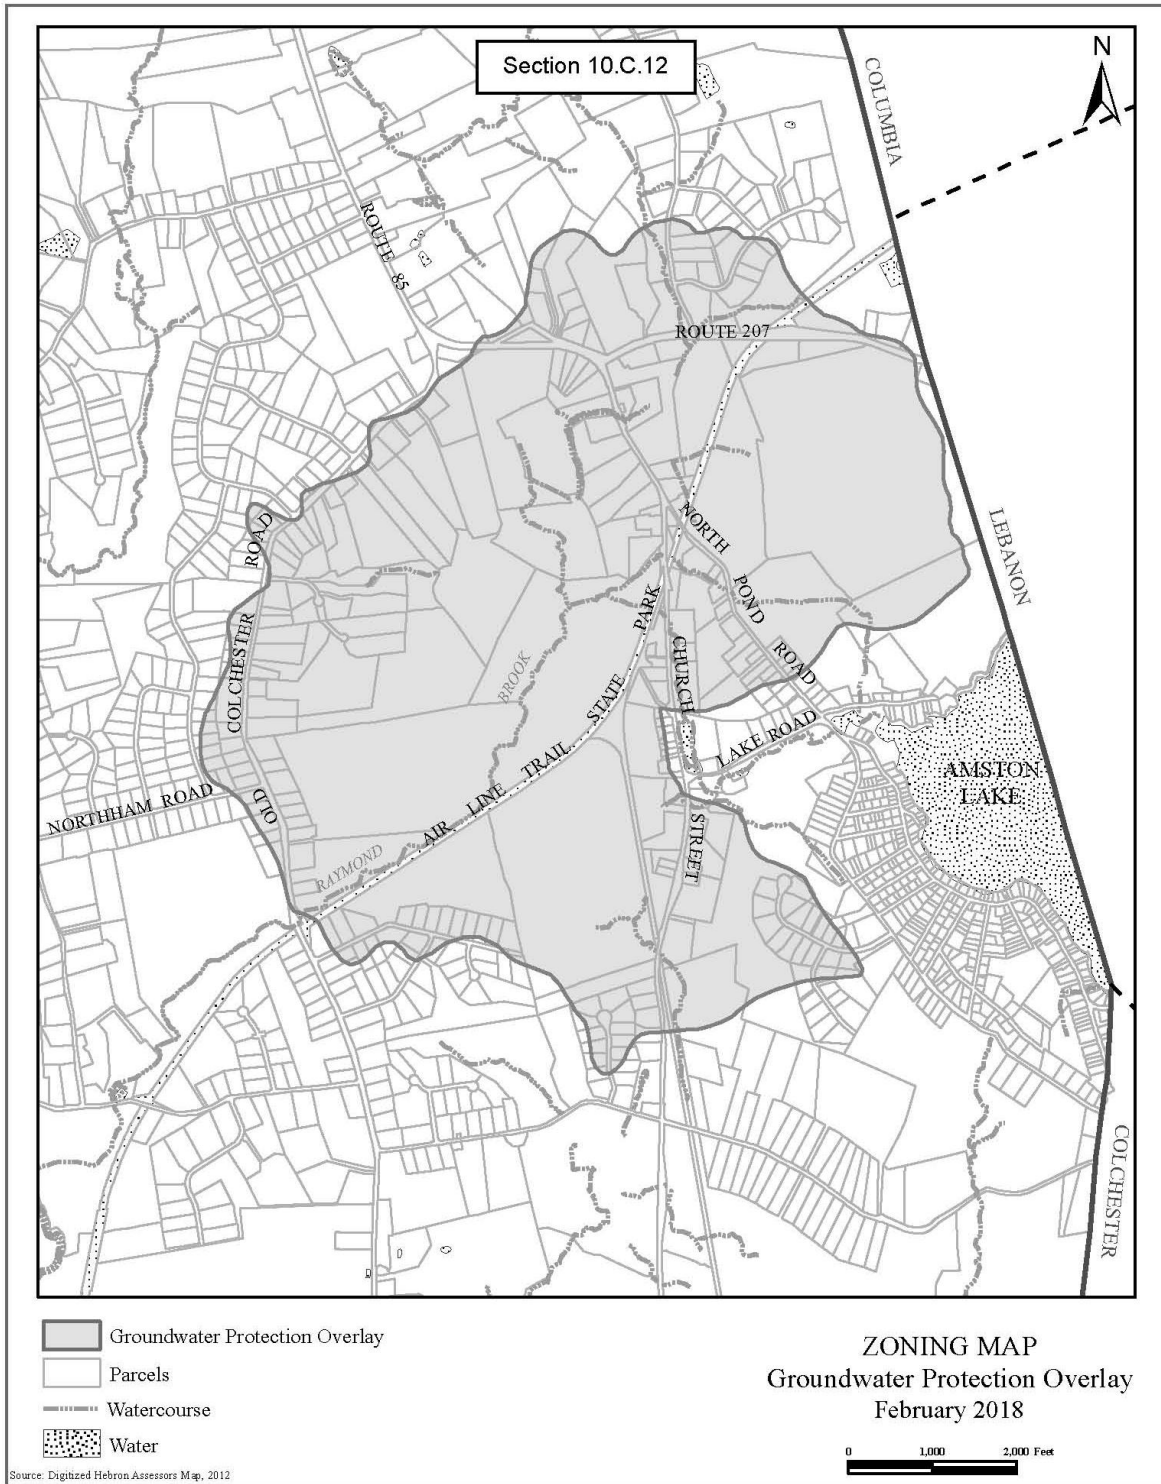 Section 10.C.12
N
COLUMBIA
ROUTE 85
ROUTE 207
ROAD
NORTH
POND
ROAD
LEBANON
PARK
COLCHESTER
CHURCH
BROOK
STATE
LAKE ROAD
AMSTON
LAKE
TRAIL
NORTHHAM ROAD
OLD
LINE
AIR
STREET
RAYMOND
COLCHESTER
Groundwater Protection Overlay
Parcels
Watercourse
Water
ZONING MAP
Groundwater Protection Overlay
February 2018
0 1,000 2,000 Feet
Source: Digitized Hebron Assessors Map, 2012